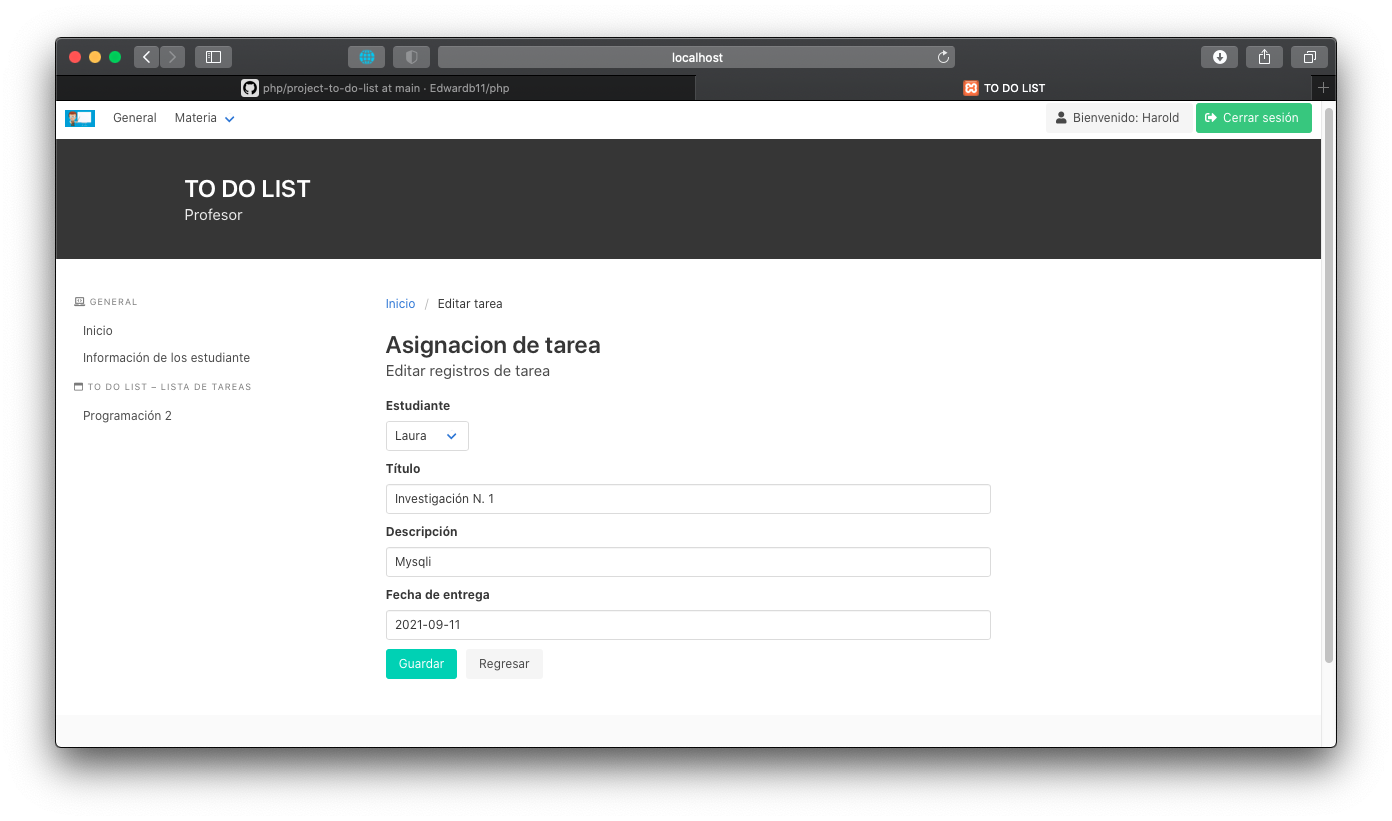 localhost
php/project-to-do-list at main · Edwardb11/php
TO DO LIST
General
Materia
Bienvenido: Harold
Cerrar sesión
TO DO LIST
Profesor
GENERAL
Inicio
Información de los estudiante
TO DO LIST – LISTA DE TAREAS
Programación 2
Inicio / Editar tarea
Asignacion de tarea
Editar registros de tarea
Estudiante
Laura
Título
Investigación N. 1
Descripción
Mysqli
Fecha de entrega
2021-09-11
Guardar
Regresar